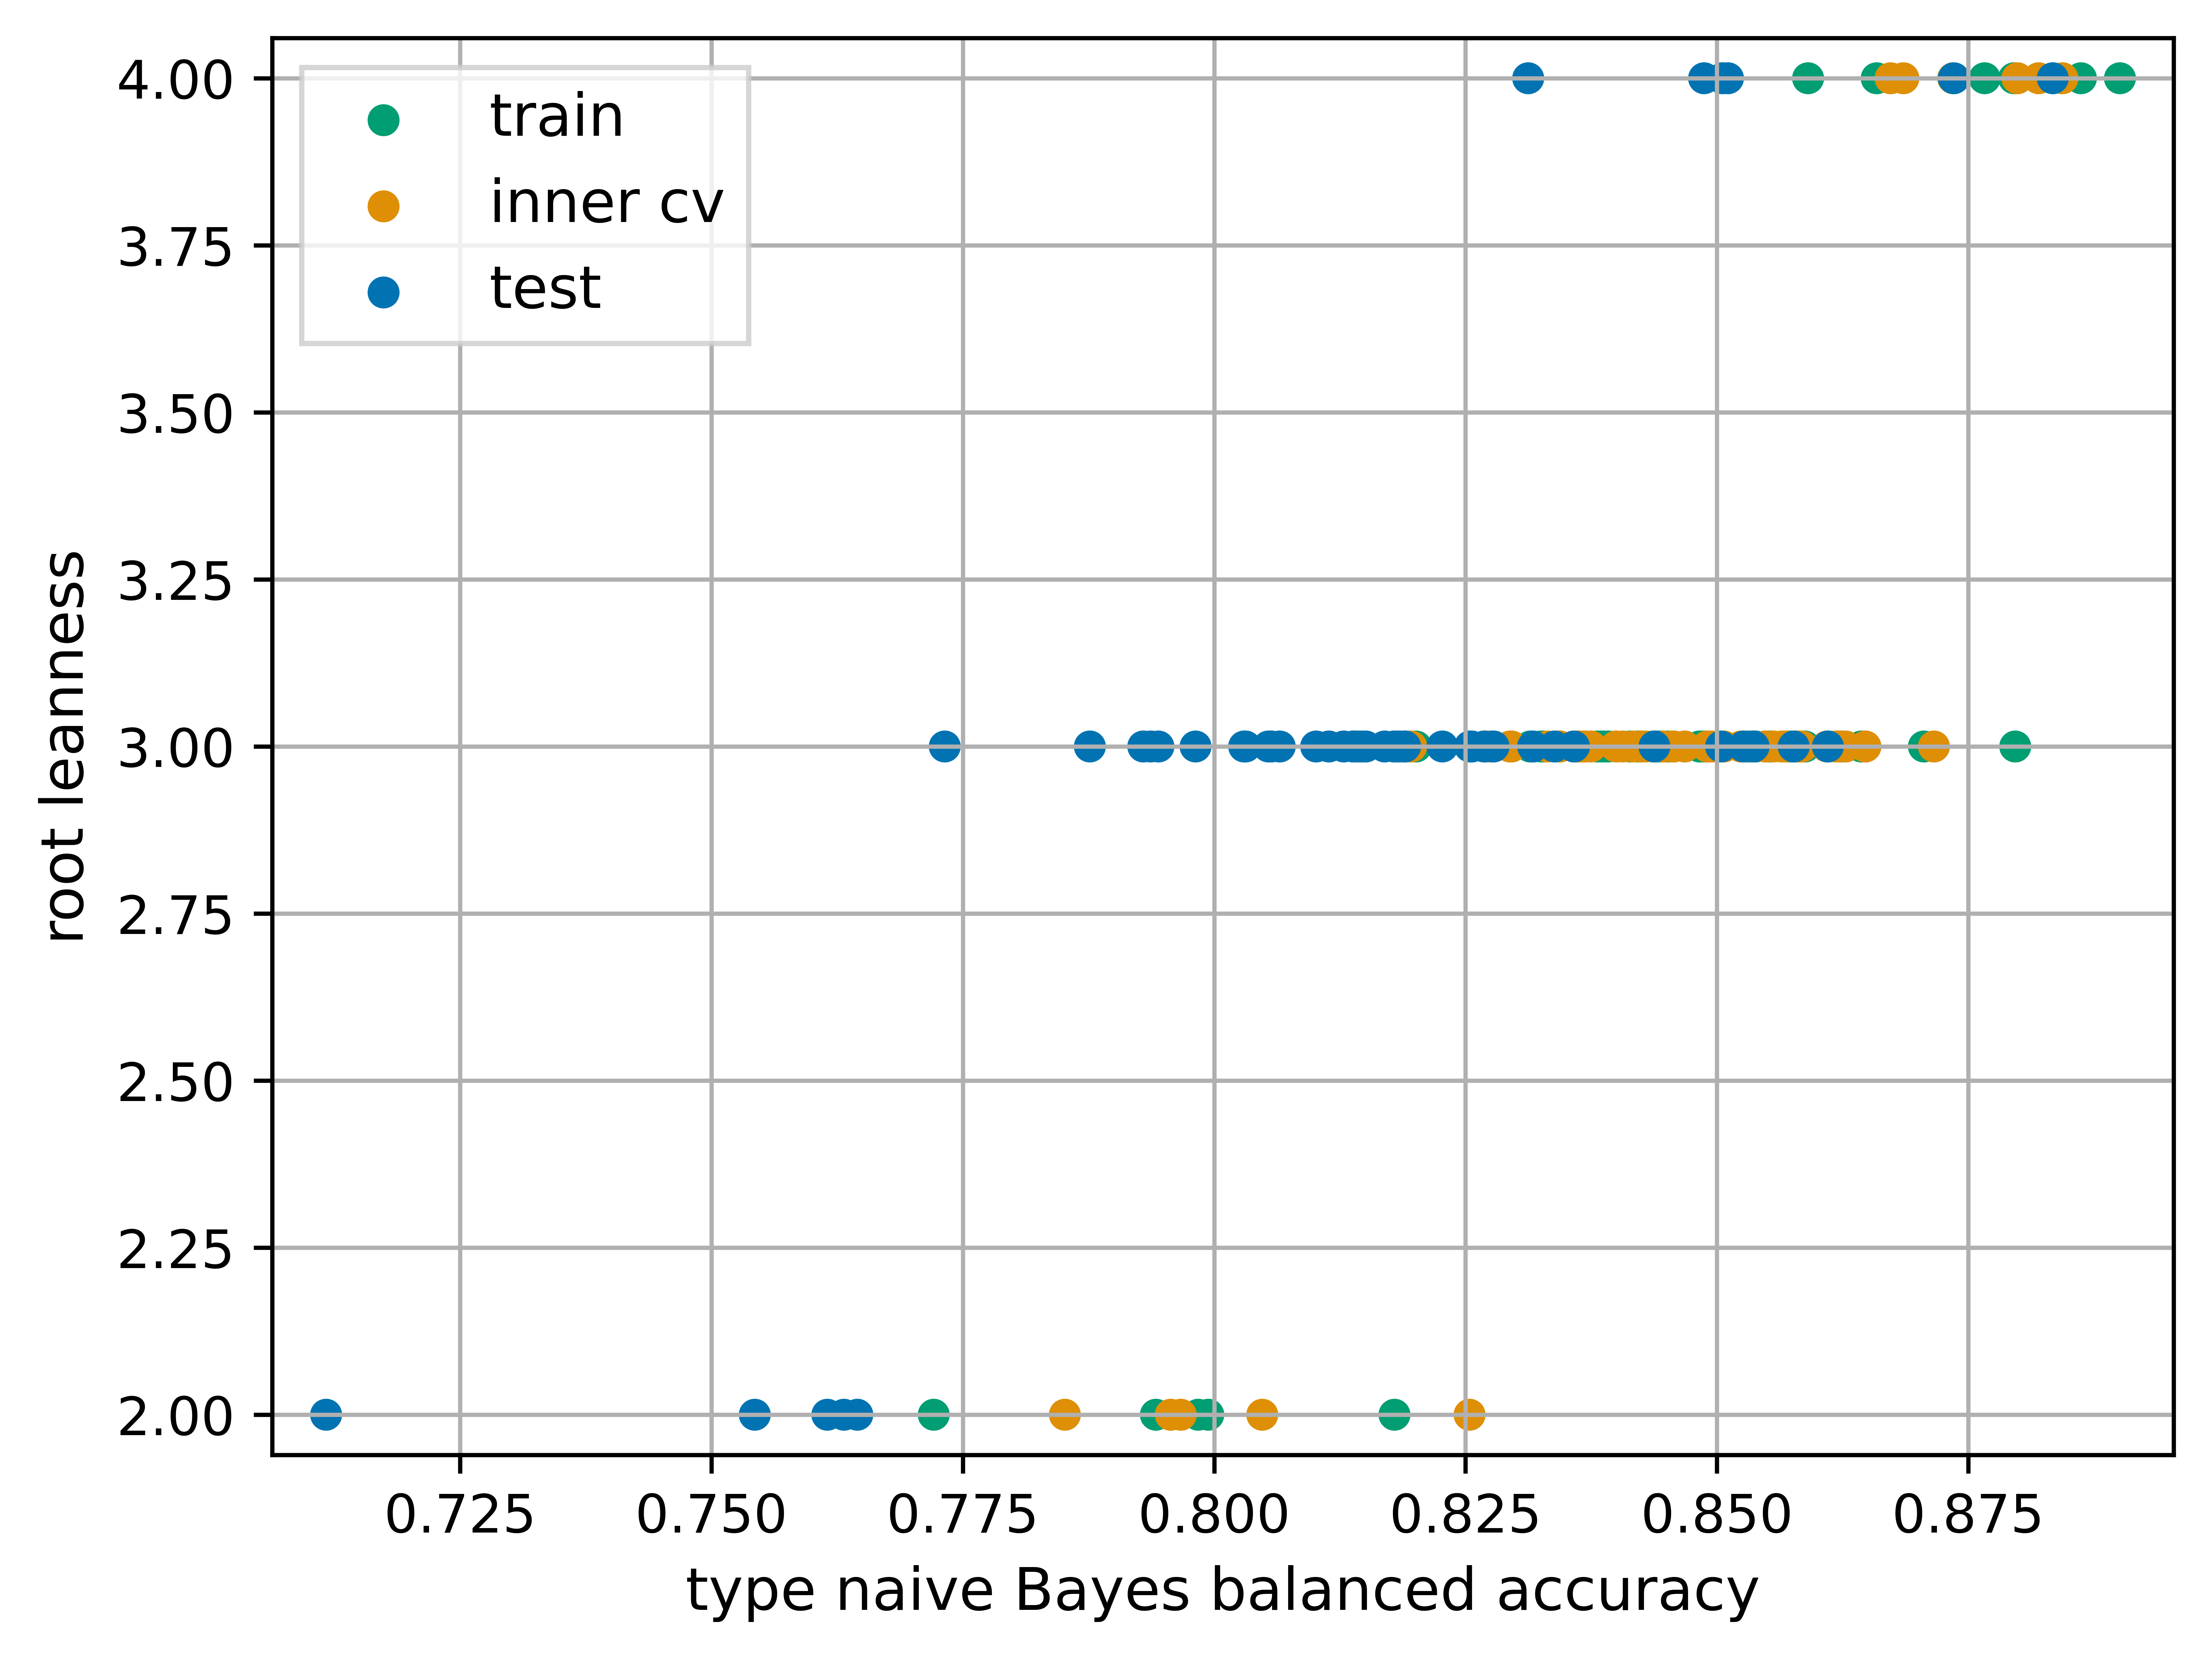 train
inner cv
test
4.00
3.75
3.50
3.25
3.00
2.75
2.50
2.25
2.00
root leanness
0.725 0.750 0.775 0.800 0.825 0.850 0.875
type naive Bayes balanced accuracy